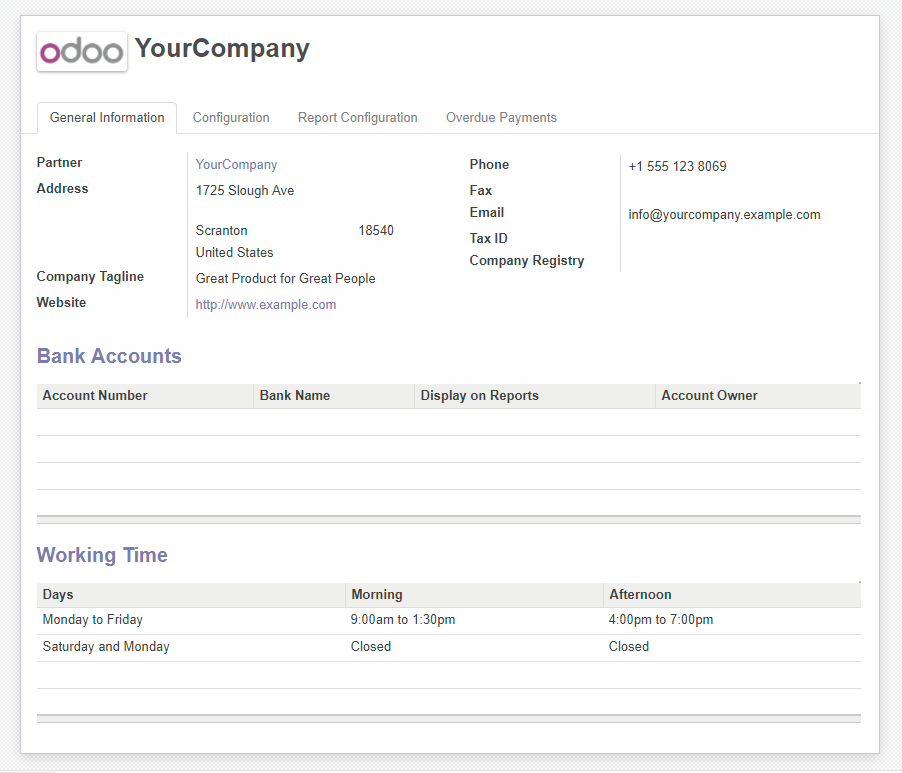 odoo YourCompany
General Information Configuration Report Configuration Overdue Payments
Partner YourCompany
Address 1725 Slough Ave
Scranton 18540
United States
Company Tagline Great Product for Great People
Website http://www.example.com
Phone +1 555 123 8069
Fax
Email info@yourcompany.example.com
Tax ID
Company Registry
Bank Accounts
Account Number Bank Name Display on Reports Account Owner
Working Time
Days Morning Afternoon
Monday to Friday 9:00am to 1:30pm 4:00pm to 7:00pm
Saturday and Monday Closed Closed